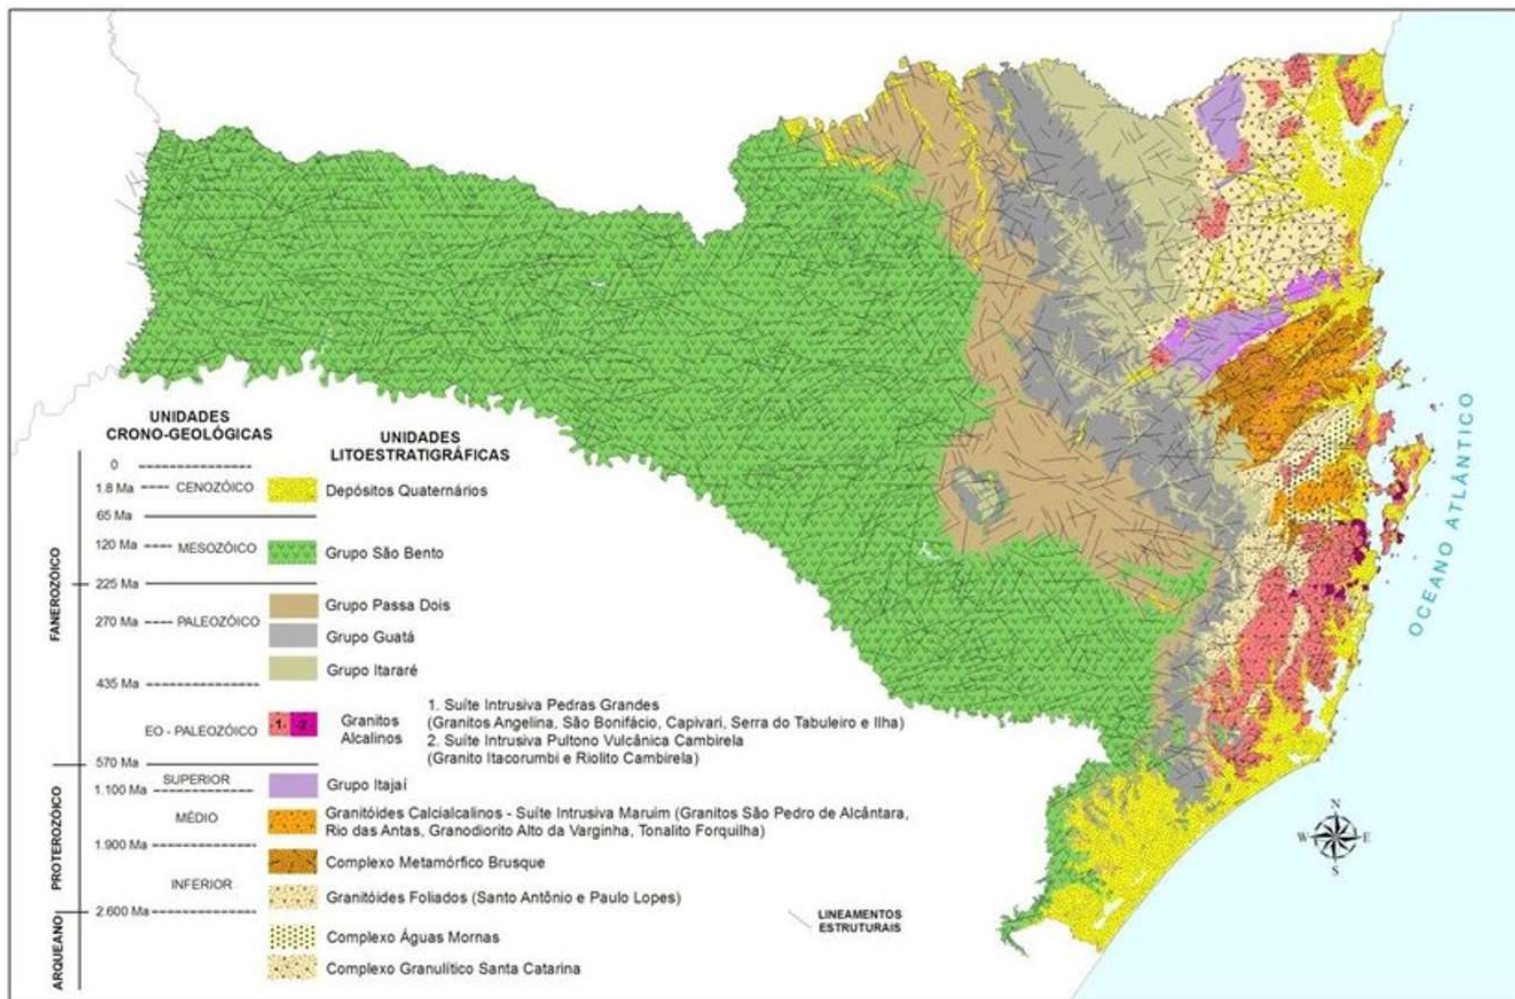 OCEANO ATLÂNTICO
UNIDADES
CRONO-GEOLÓGICAS
UNIDADES
LITOESTRATIGRÁFICAS
0
1.8 Ma
CENOZÓICO
Depósitos Quaternários
65 Ma
120 Ma
MESOZÓICO
Grupo São Bento
FANEROZÓICO
225 Ma
Grupo Passa Dois
270 Ma
PALEOZÓICO
Grupo Guatá
Grupo Itararé
435 Ma
EO - PALEOZÓICO
1 2
Granitos
Alcalinos
1. Suíte Intrusiva Pedras Grandes
(Granitos Angelina, São Bonifácio, Capivari, Serra do Tabuleiro e Ilha)
2. Suíte Intrusiva Pultono Vulcânica Cambirela
(Granito Itacorumbi e Riolito Cambirela)
570 Ma
SUPERIOR
Grupo Itajaí
1.100 Ma
PROTEROZÓICO
MÉDIO
Granitóides Calcialcalinos - Suíte Intrusiva Maruim (Granitos São Pedro de Alcântara,
Rio das Antas, Granodiorito Alto da Varginha, Tonalito Forquilha)
1.900 Ma
Complexo Metamórfico Brusque
INFERIOR
Granitóides Foliados (Santo Antônio e Paulo Lopes)
2.600 Ma
ARQUEANO
Complexo Águas Mornas
Complexo Granulítico Santa Catarina
LINEAMENTOS
ESTRUTURAIS
N
W E
S